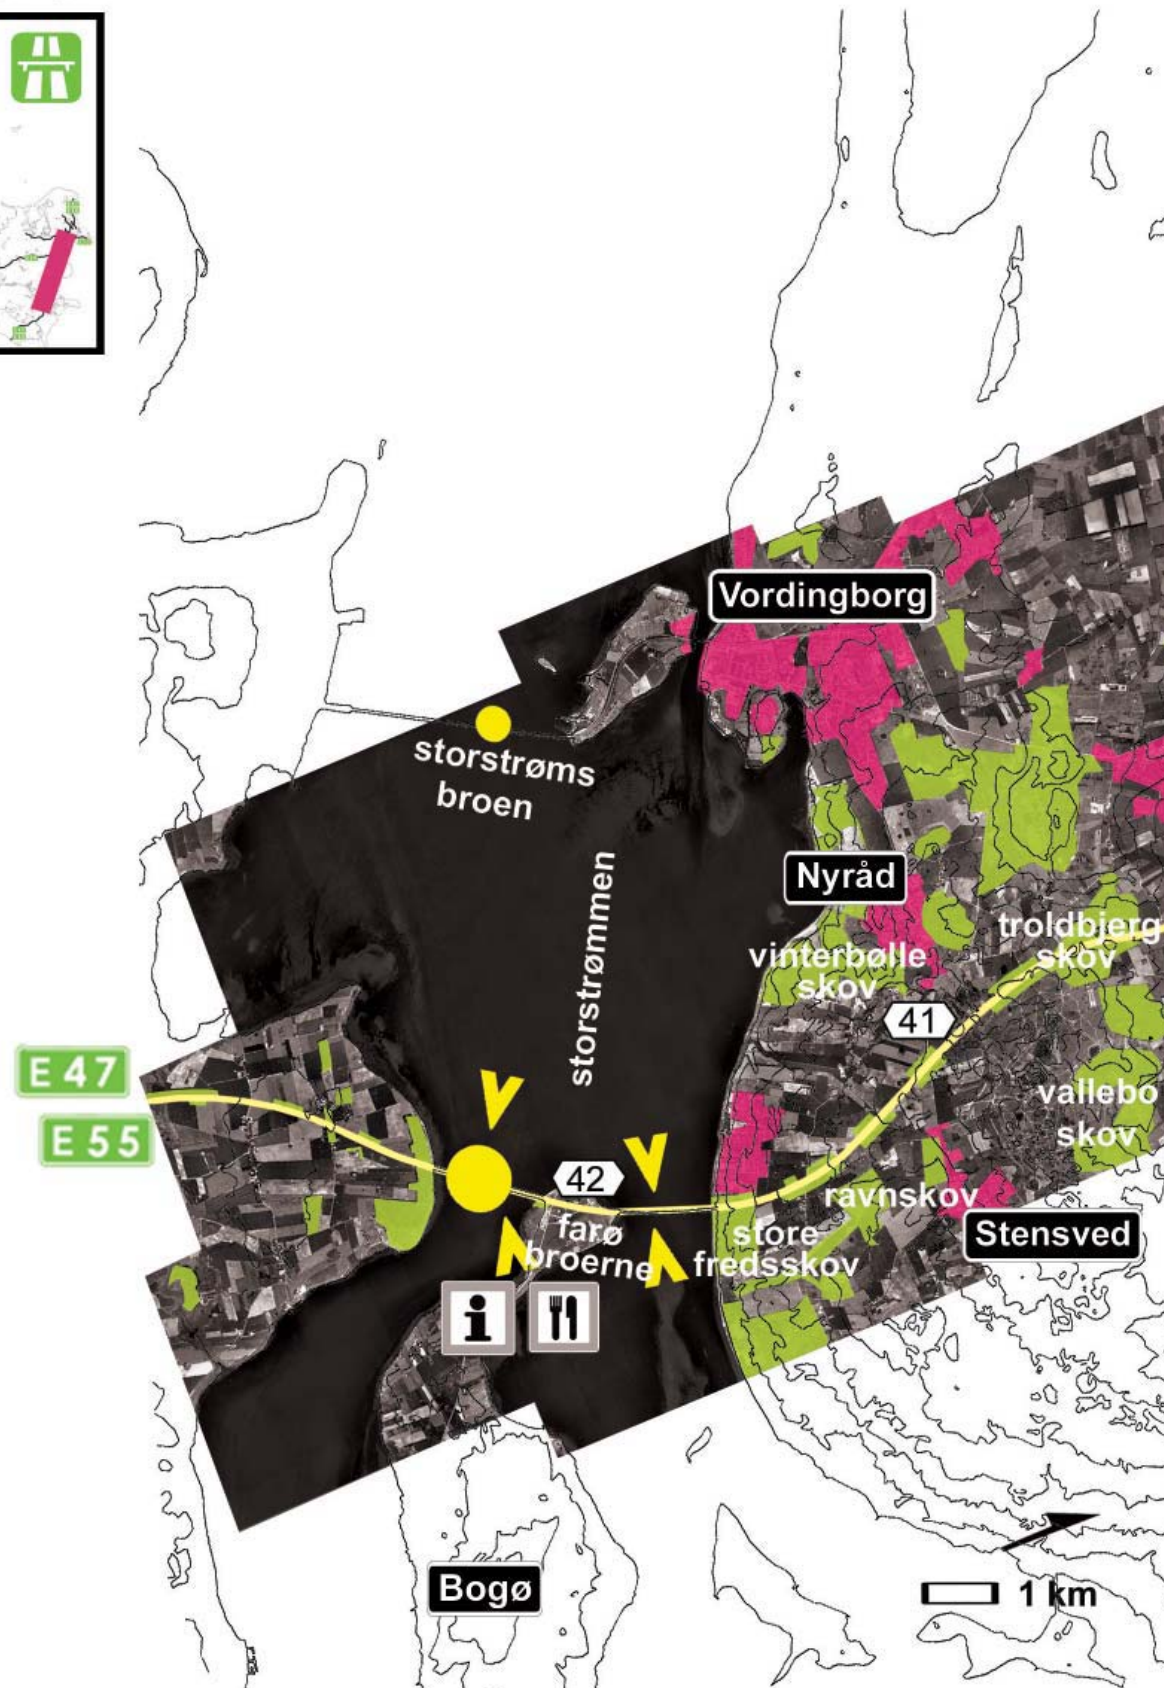 Vordingborg
storstrøms
broen
Nyråd
storstrømmen
troldbjerg
skov
vinterbølle
skov
41
E 47
vallebo
skov
E 55
42
ravnskov
farø
broerne
store
fredsskov
Stensved
i
Bogø
1 km